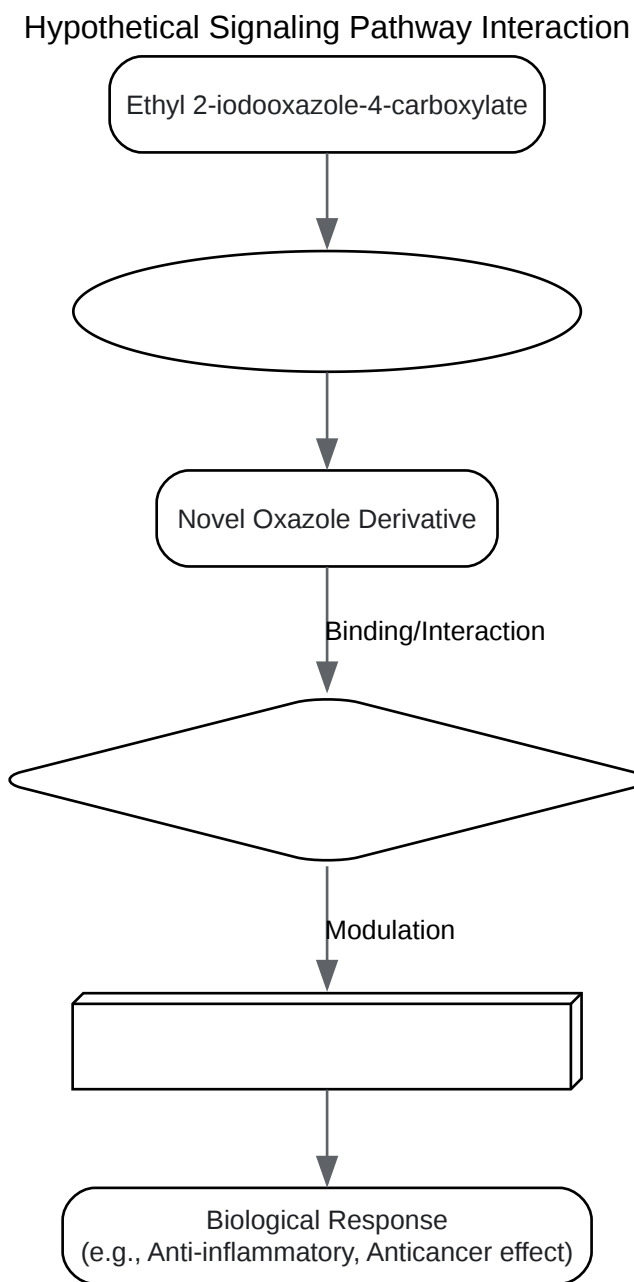 Hypothetical Signaling Pathway Interaction
Ethyl 2-iodooxazole-4-carboxylate
Novel Oxazole Derivative
Binding/Interaction
Modulation
Biological Response
(e.g., Anti-inflammatory, Anticancer effect)